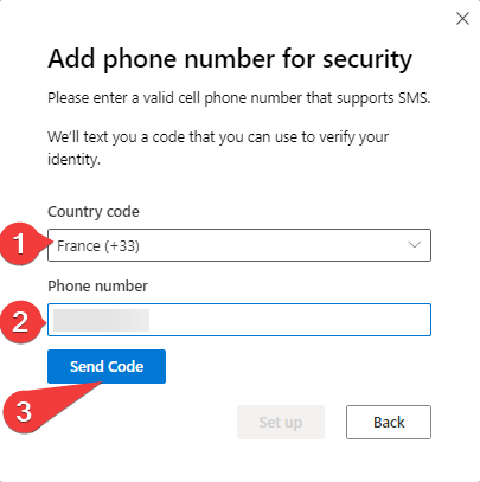 Add phone number for security
Please enter a valid cell phone number that supports SMS.
We'll text you a code that you can use to verify your
identity.
Country code
1
France (+33)
Phone number
2
Send Code
3
Set up
Back